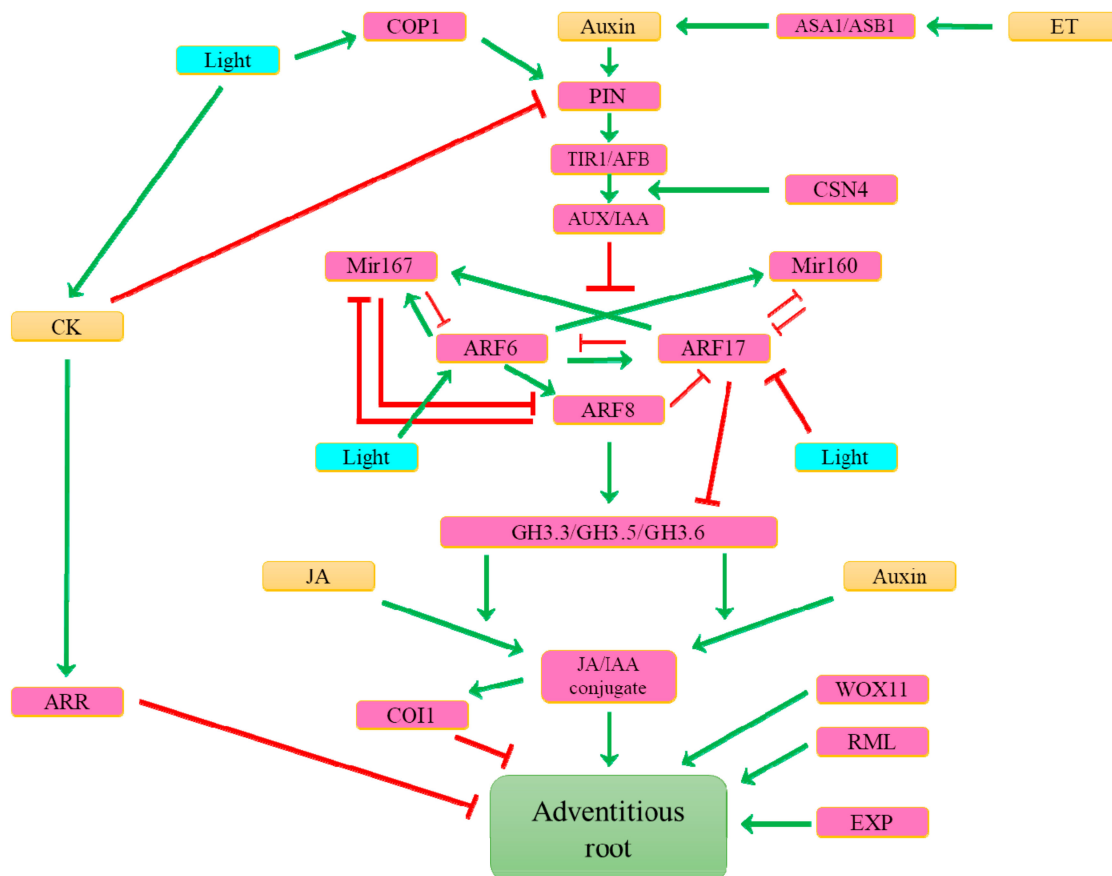 COP1
Auxin
ASA1/ASB1
ET
Light
PIN
TIR1/AFB
CSN4
AUX/IAA
Mir167
Mir160
CK
ARF6
ARF17
ARF8
Light
Light
GH3.3/GH3.5/GH3.6
JA
Auxin
JA/IAA
conjugate
WOX11
ARR
COI1
RML
Adventitious
root
EXP